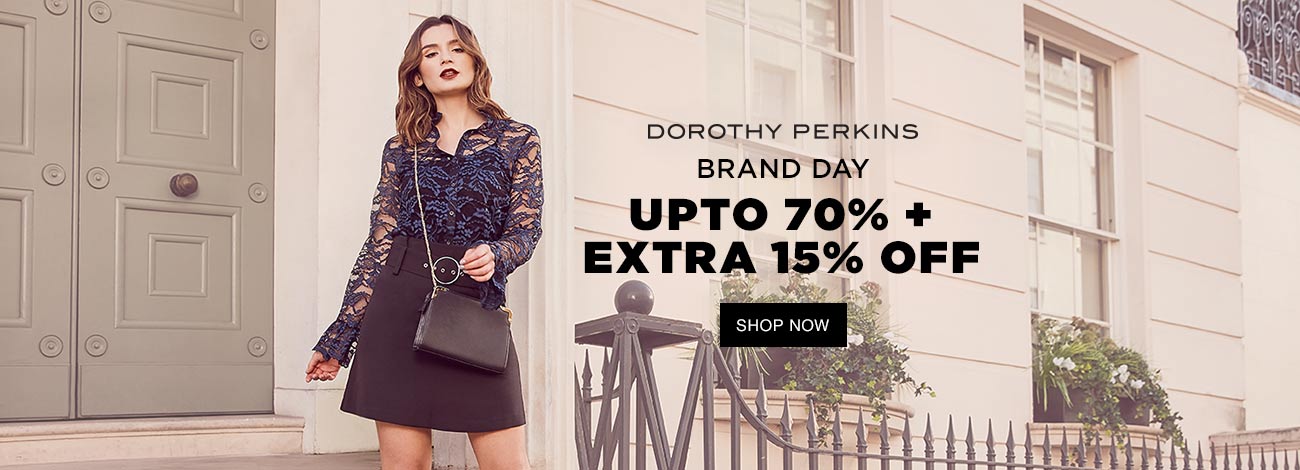 DOROTHY PERKINS
BRAND DAY
UPTO 70% +
EXTRA 15% OFF
SHOP NOW